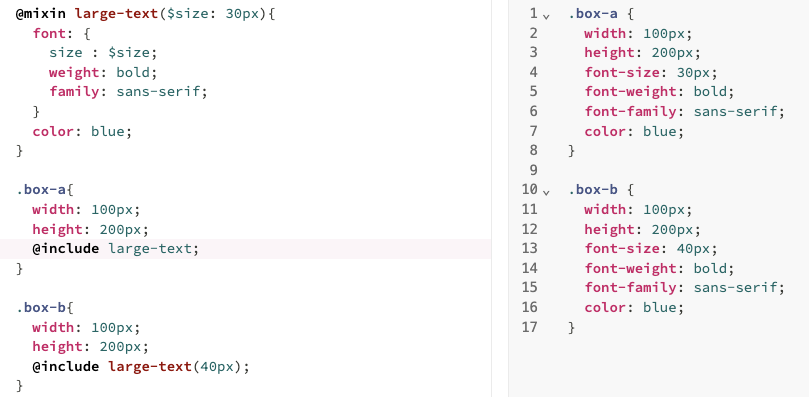 @mixin large-text($size: 30px){
  font: {
    size : $size;
    weight: bold;
    family: sans-serif;
  }
  color: blue;
}

.box-a{
  width: 100px;
  height: 200px;
  @include large-text;
}

.box-b{
  width: 100px;
  height: 200px;
  @include large-text(40px);
}

1 .box-a {
2   width: 100px;
3   height: 200px;
4   font-size: 30px;
5   font-weight: bold;
6   font-family: sans-serif;
7   color: blue;
8 }
9
10 .box-b {
11   width: 100px;
12   height: 200px;
13   font-size: 40px;
14   font-weight: bold;
15   font-family: sans-serif;
16   color: blue;
17 }